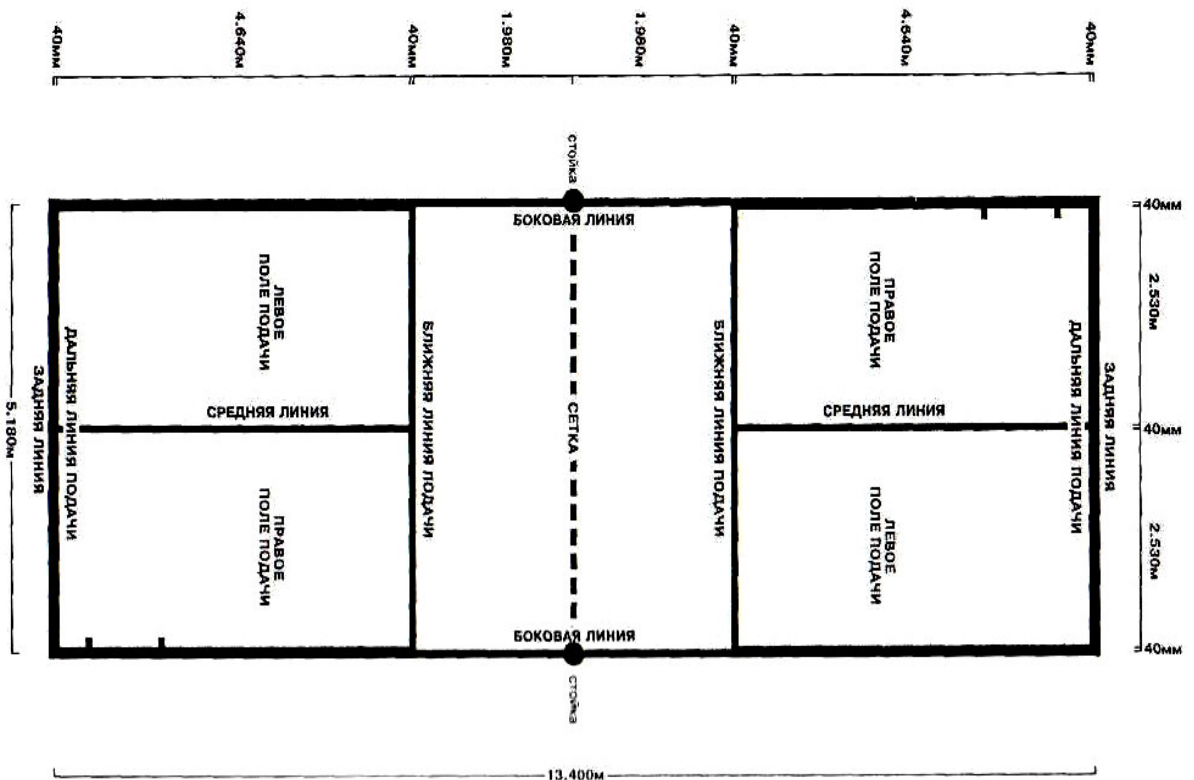 40мм
4.640м
40мм
1.980м
1.980м
40мм
4.640м
40мм
стойка
БОКОВАЯ ЛИНИЯ
40мм
2.530м
40мм
2.530м
40мм
ЛЕВОЕ
ПОЛЕ ПОДАЧИ
ПРАВОЕ
ПОЛЕ ПОДАЧИ
ЗАДНЯЯ ЛИНИЯ
ДАЛЬНЯЯ ЛИНИЯ ПОДАЧИ
СРЕДНЯЯ ЛИНИЯ
БЛИЖНЯЯ ЛИНИЯ ПОДАЧИ
СЕТКА
БЛИЖНЯЯ ЛИНИЯ ПОДАЧИ
СРЕДНЯЯ ЛИНИЯ
ДАЛЬНЯЯ ЛИНИЯ ПОДАЧИ
ЗАДНЯЯ ЛИНИЯ
5.180м
ПРАВОЕ
ПОЛЕ ПОДАЧИ
ЛЕВОЕ
ПОЛЕ ПОДАЧИ
БОКОВАЯ ЛИНИЯ
стойка
13.400м